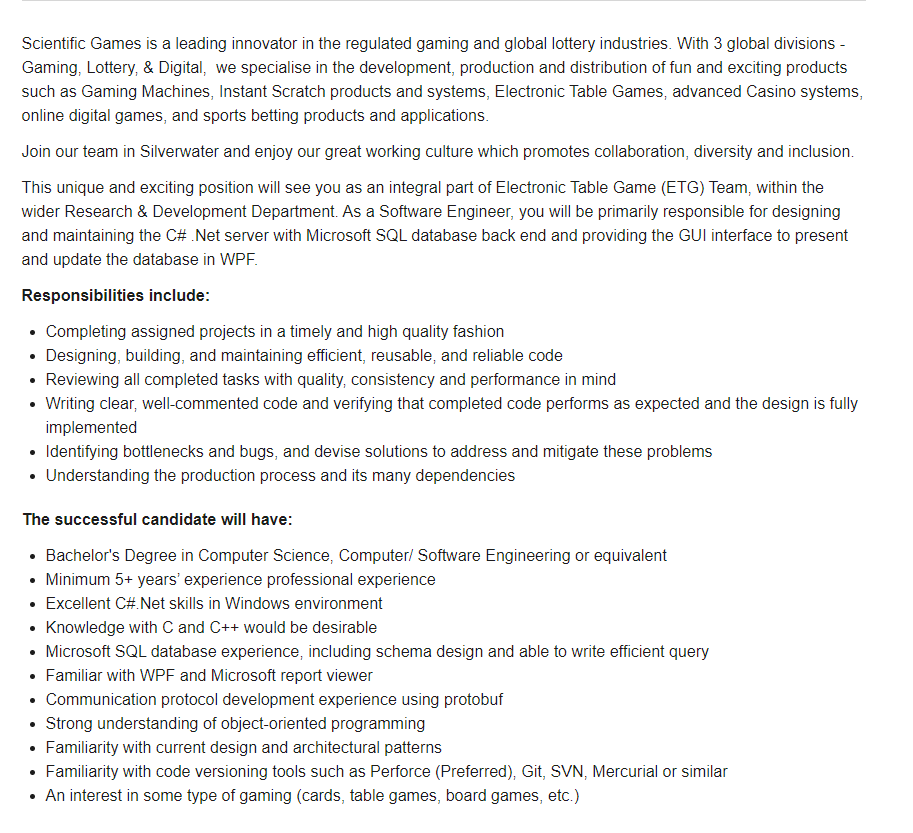 Scientific Games is a leading innovator in the regulated gaming and global lottery industries. With 3 global divisions -
Gaming, Lottery, & Digital,  we specialise in the development, production and distribution of fun and exciting products
such as Gaming Machines, Instant Scratch products and systems, Electronic Table Games, advanced Casino systems,
online digital games, and sports betting products and applications.
Join our team in Silverwater and enjoy our great working culture which promotes collaboration, diversity and inclusion.
This unique and exciting position will see you as an integral part of Electronic Table Game (ETG) Team, within the
wider Research & Development Department. As a Software Engineer, you will be primarily responsible for designing
and maintaining the C# .Net server with Microsoft SQL database back end and providing the GUI interface to present
and update the database in WPF.
Responsibilities include:
• Completing assigned projects in a timely and high quality fashion
• Designing, building, and maintaining efficient, reusable, and reliable code
• Reviewing all completed tasks with quality, consistency and performance in mind
• Writing clear, well-commented code and verifying that completed code performs as expected and the design is fully
implemented
• Identifying bottlenecks and bugs, and devise solutions to address and mitigate these problems
• Understanding the production process and its many dependencies
The successful candidate will have:
• Bachelor's Degree in Computer Science, Computer/ Software Engineering or equivalent
• Minimum 5+ years' experience professional experience
• Excellent C#.Net skills in Windows environment
• Knowledge with C and C++ would be desirable
• Microsoft SQL database experience, including schema design and able to write efficient query
• Familiar with WPF and Microsoft report viewer
• Communication protocol development experience using protobuf
• Strong understanding of object-oriented programming
• Familiarity with current design and architectural patterns
• Familiarity with code versioning tools such as Perforce (Preferred), Git, SVN, Mercurial or similar
• An interest in some type of gaming (cards, table games, board games, etc.)